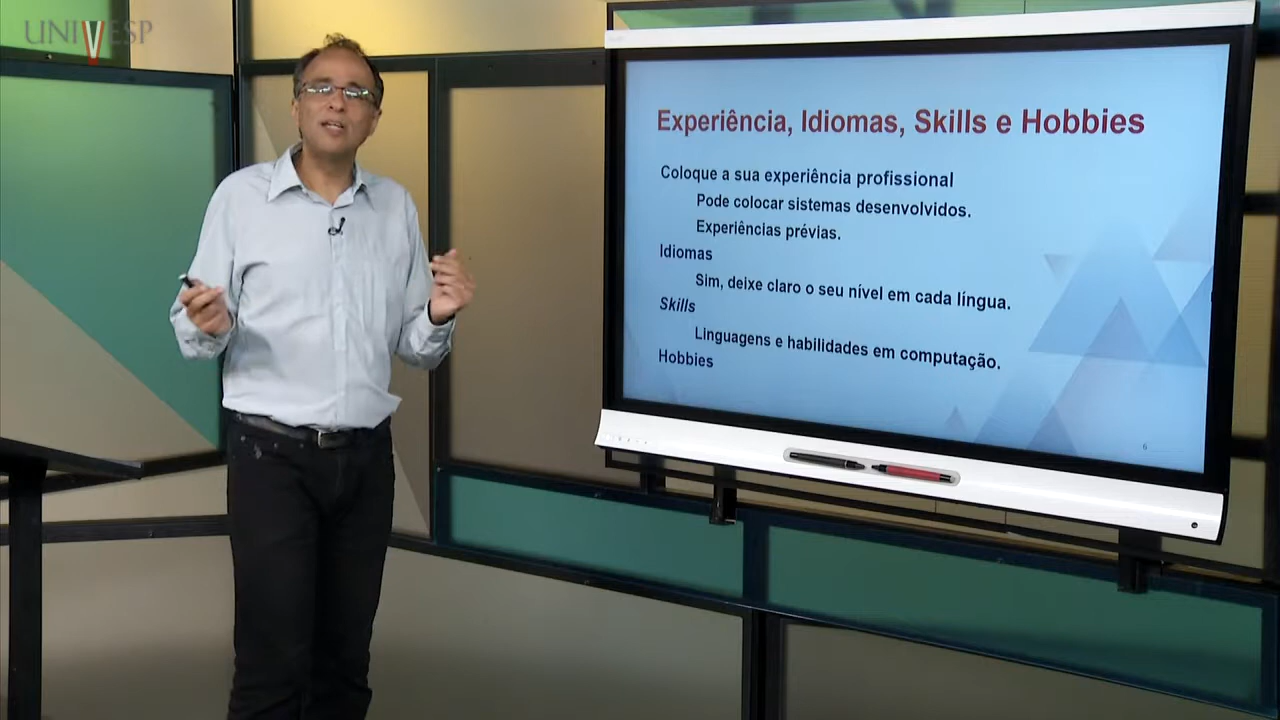 UNIVESP
Experiência, Idiomas, Skills e Hobbies
Coloque a sua experiência profissional
Pode colocar sistemas desenvolvidos.
Experiências prévias.
Idiomas
Sim, deixe claro o seu nível em cada língua.
Skills
Linguagens e habilidades em computação.
Hobbies
6